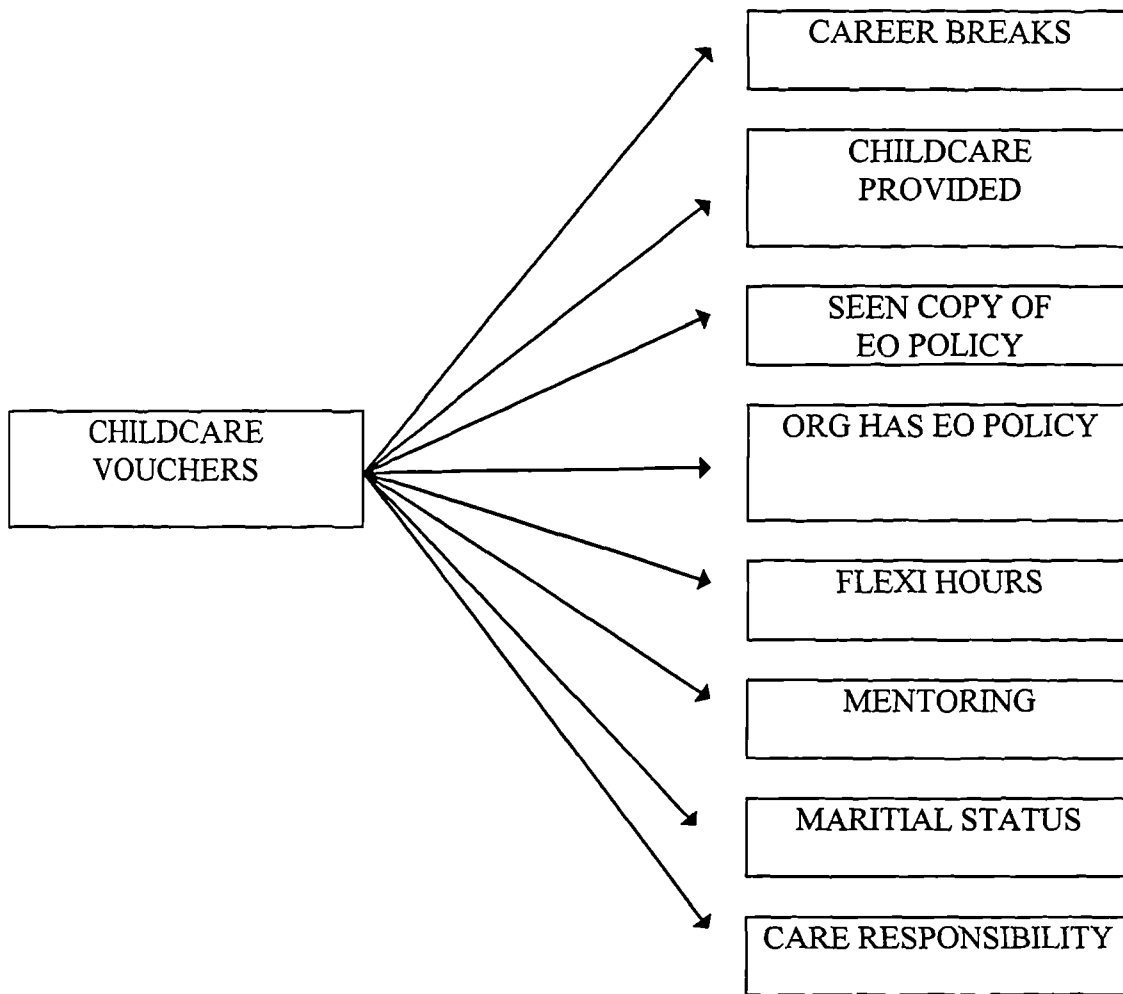 CAREER BREAKS
CHILDCARE
PROVIDED
SEEN COPY OF
EO POLICY
CHILDCARE
VOUCHERS
ORG HAS EO POLICY
FLEXI HOURS
MENTORING
MARITIAL STATUS
CARE RESPONSIBILITY